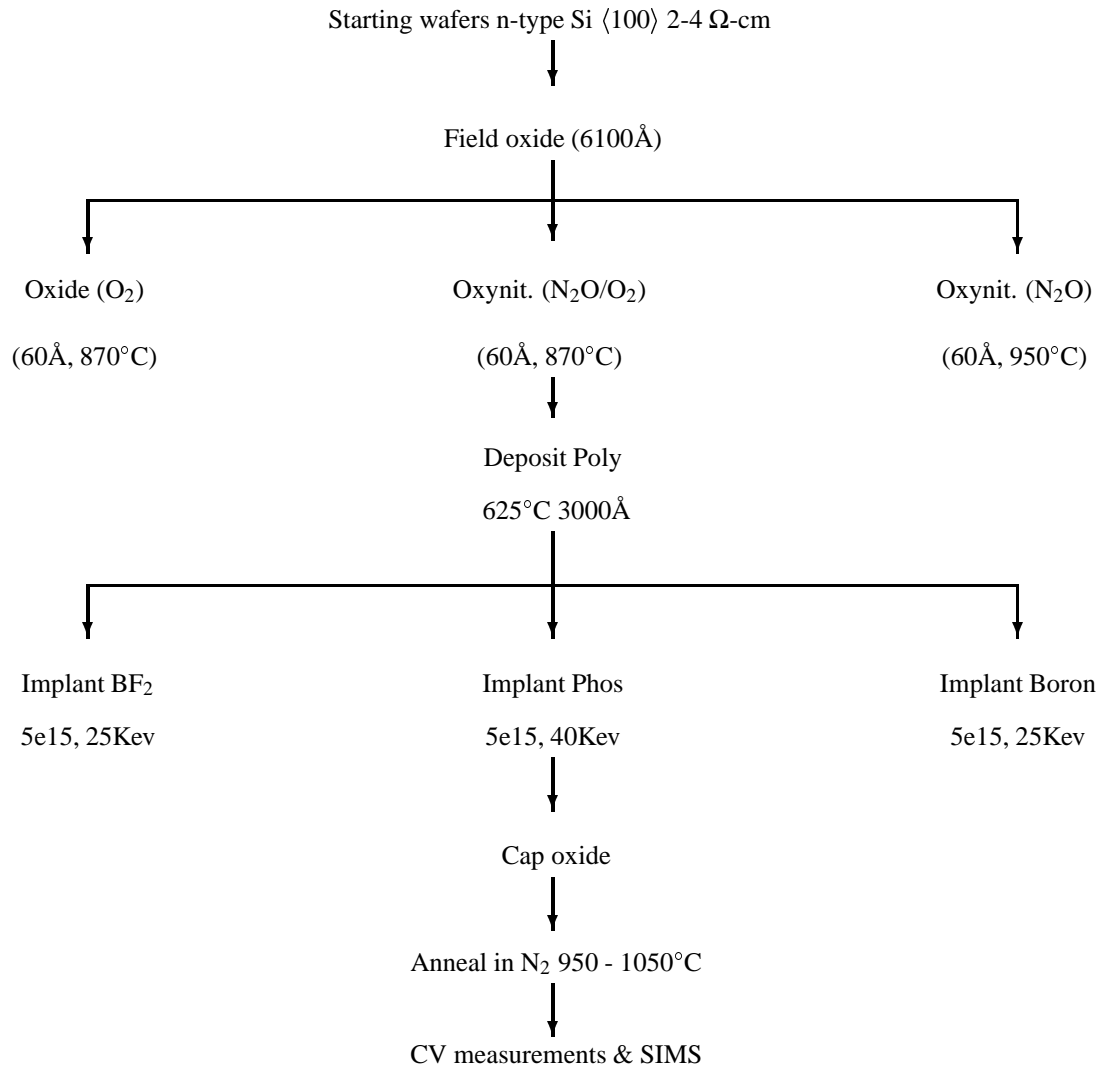 Starting wafers n-type Si ⟨100⟩ 2-4 Ω-cm
Field oxide (6100Å)
Oxide (O₂)
Oxynit. (N₂O/O₂)
Oxynit. (N₂O)
(60Å, 870°C)
(60Å, 870°C)
(60Å, 950°C)
Deposit Poly
625°C 3000Å
Implant BF₂
Implant Phos
Implant Boron
5e15, 25Kev
5e15, 40Kev
5e15, 25Kev
Cap oxide
Anneal in N₂ 950 - 1050°C
CV measurements & SIMS